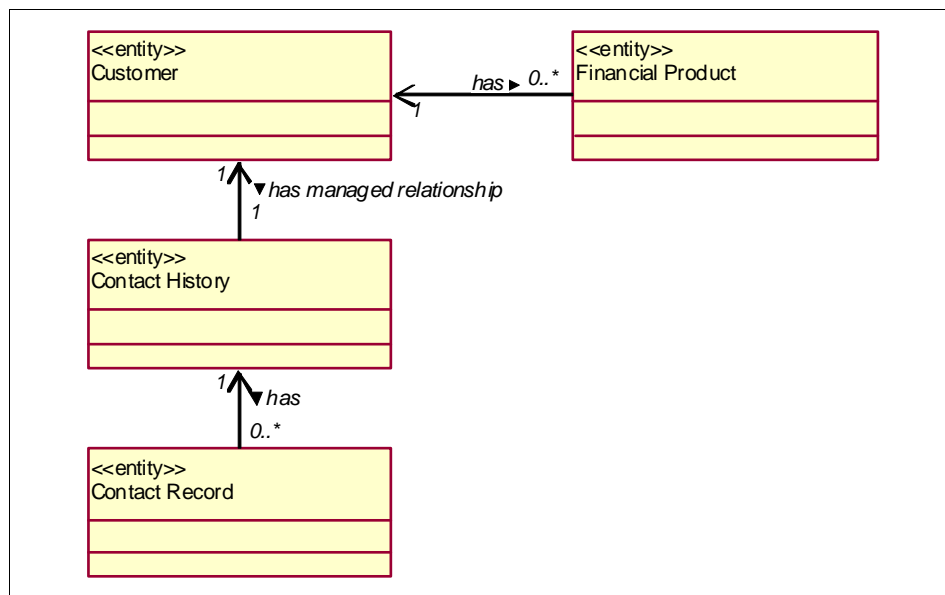 <<entity>>
Customer
<<entity>>
Financial Product
has ► 0..*
1
1
▼ has managed relationship
1
<<entity>>
Contact History
1
▼ has
0..*
<<entity>>
Contact Record